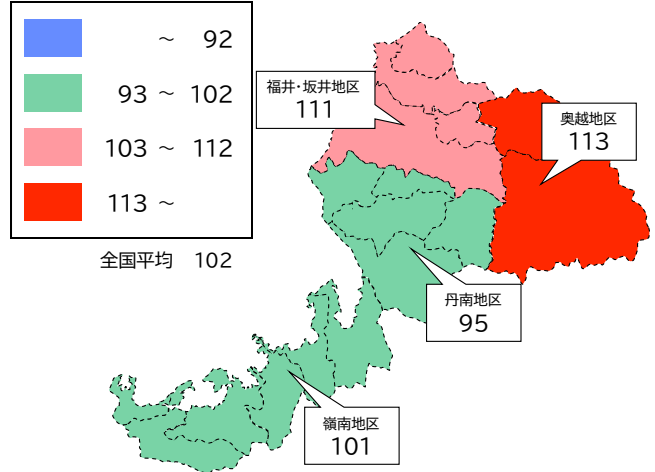 ～ 92
93 ～ 102
103 ～ 112
113 ～
全国平均 102
福井・坂井地区
111
奥越地区
113
丹南地区
95
嶺南地区
101